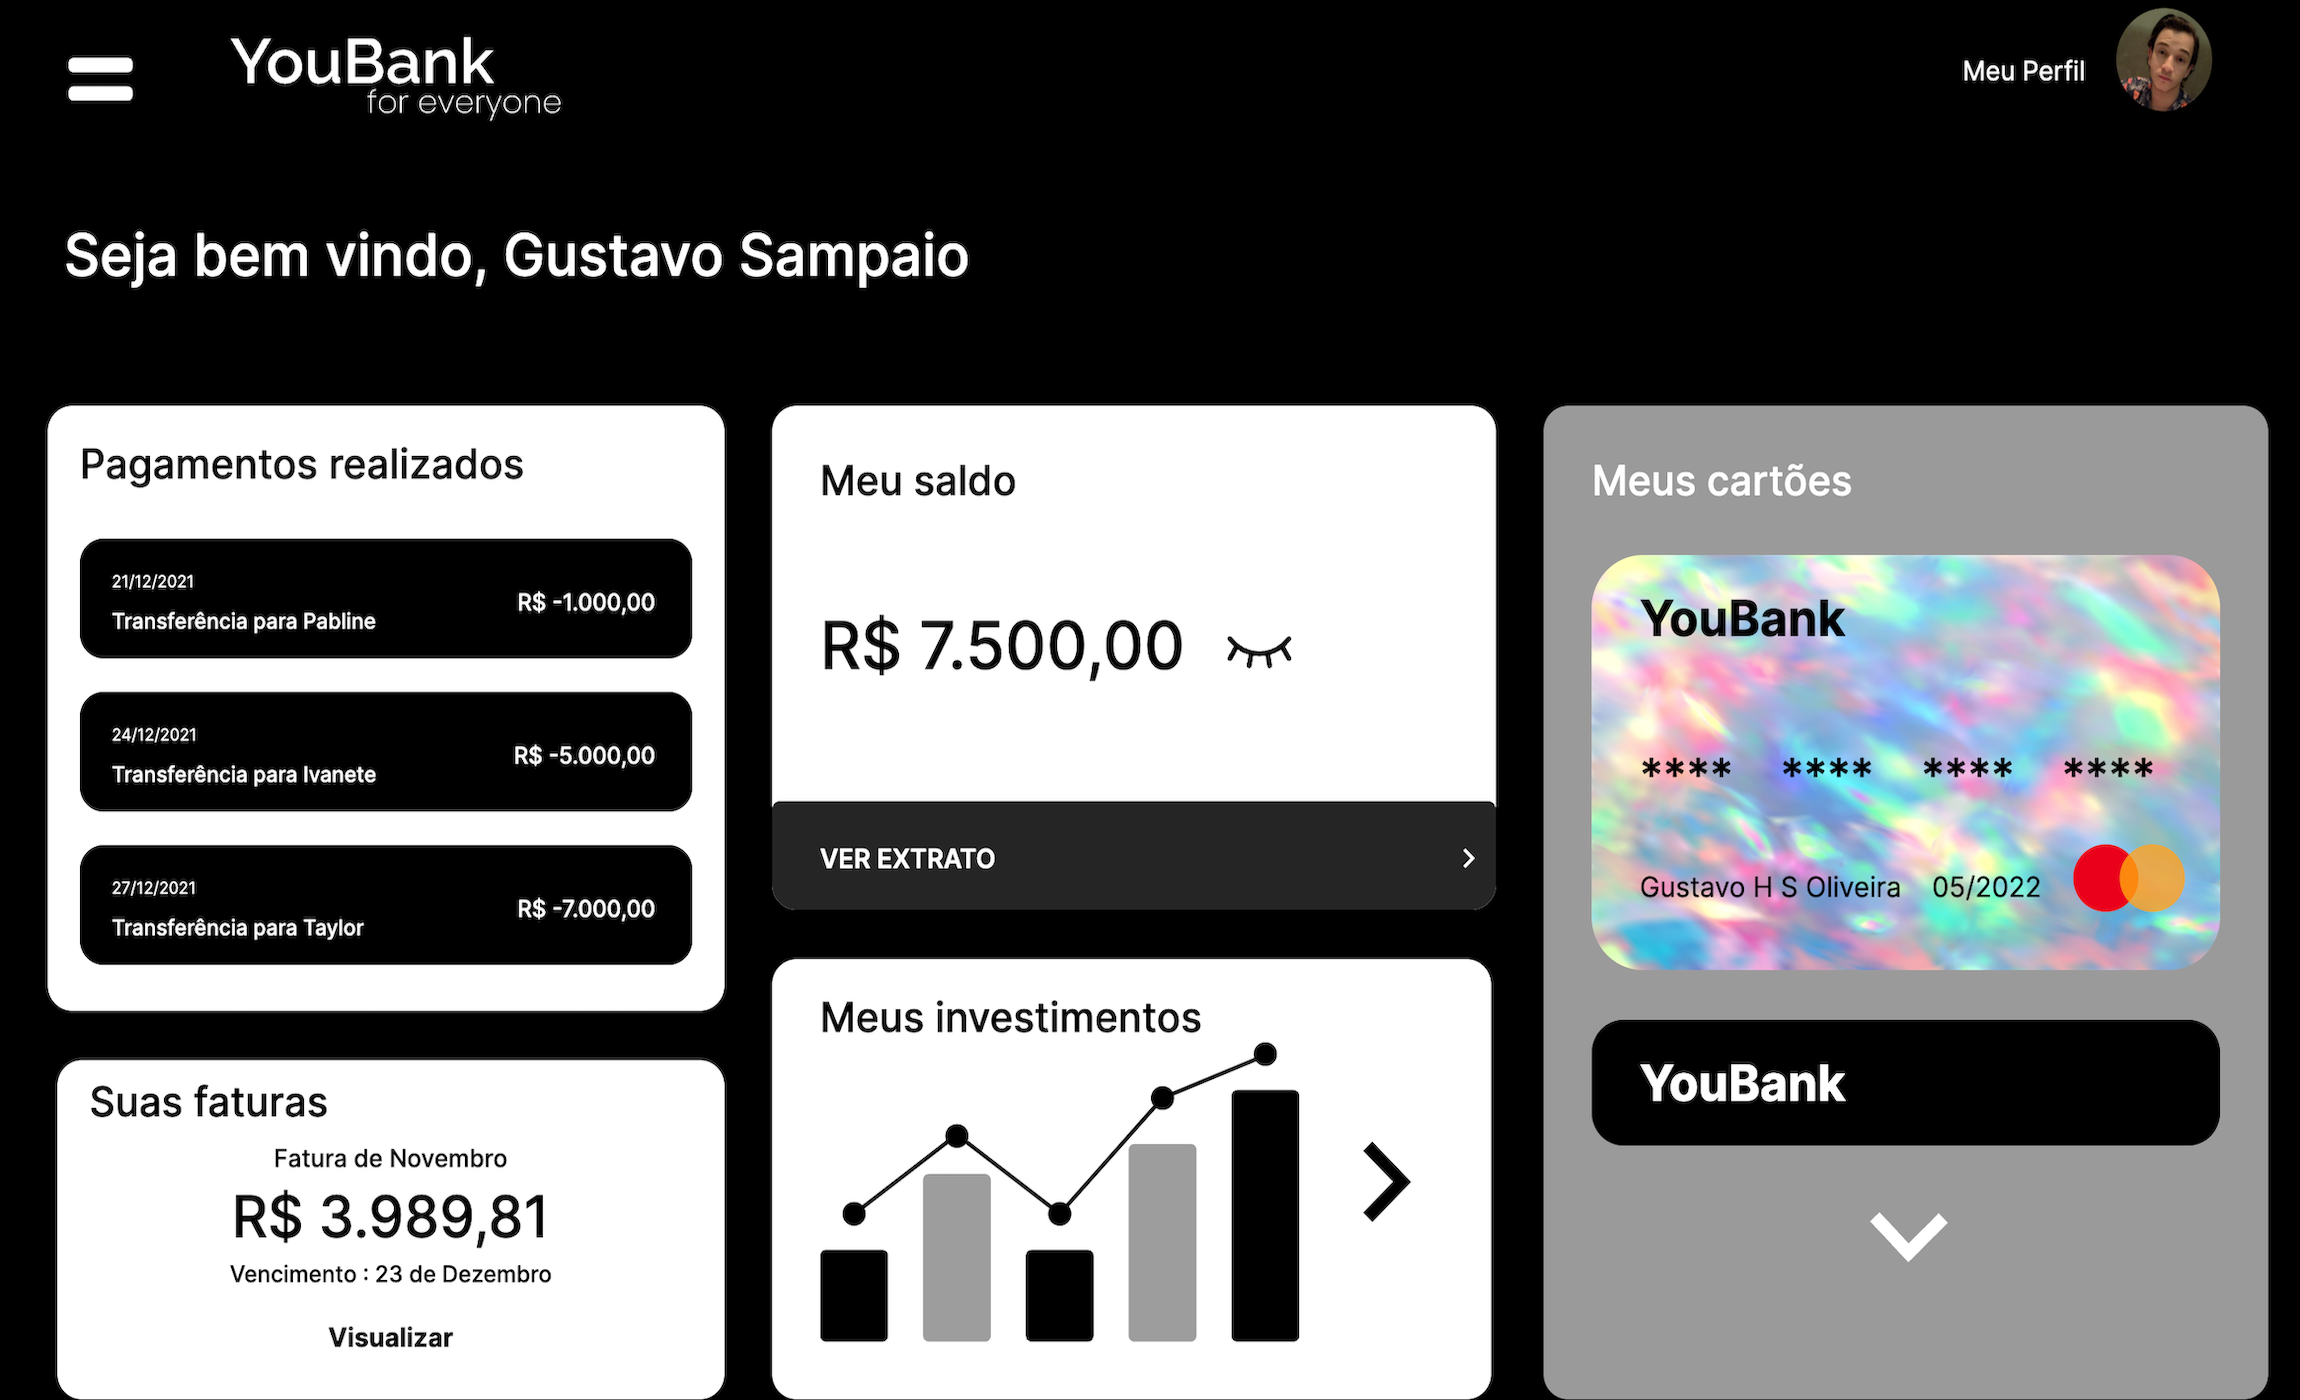 YouBank
for everyone
Meu Perfil
Seja bem vindo, Gustavo Sampaio
Pagamentos realizados
21/12/2021
Transferência para Pabline
R$ -1.000,00
24/12/2021
Transferência para Ivanete
R$ -5.000,00
27/12/2021
Transferência para Taylor
R$ -7.000,00
Suas faturas
Fatura de Novembro
R$ 3.989,81
Vencimento : 23 de Dezembro
Visualizar
Meu saldo
R$ 7.500,00
VER EXTRATO
Meus investimentos
Meus cartões
YouBank
**** **** **** ****
Gustavo H S Oliveira 05/2022
YouBank